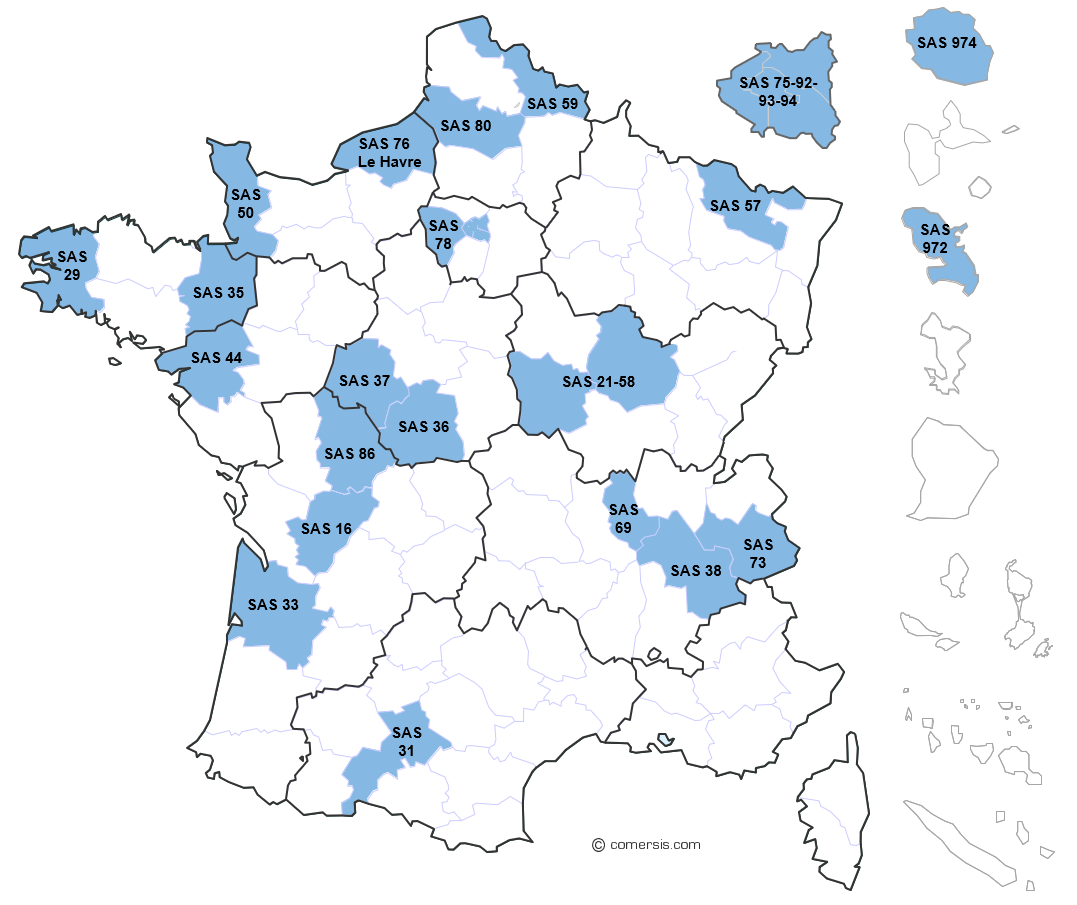 SAS 974
SAS 75-92-
93-94
SAS 59
SAS 80
SAS 76
Le Havre
SAS
50
SAS 57
SAS
78
SAS
972
SAS
29
SAS 35
SAS 44
SAS 37
SAS 21-58
SAS 36
SAS 86
SAS 16
SAS
69
SAS
73
SAS 38
SAS 33
SAS
31
© comersis.com